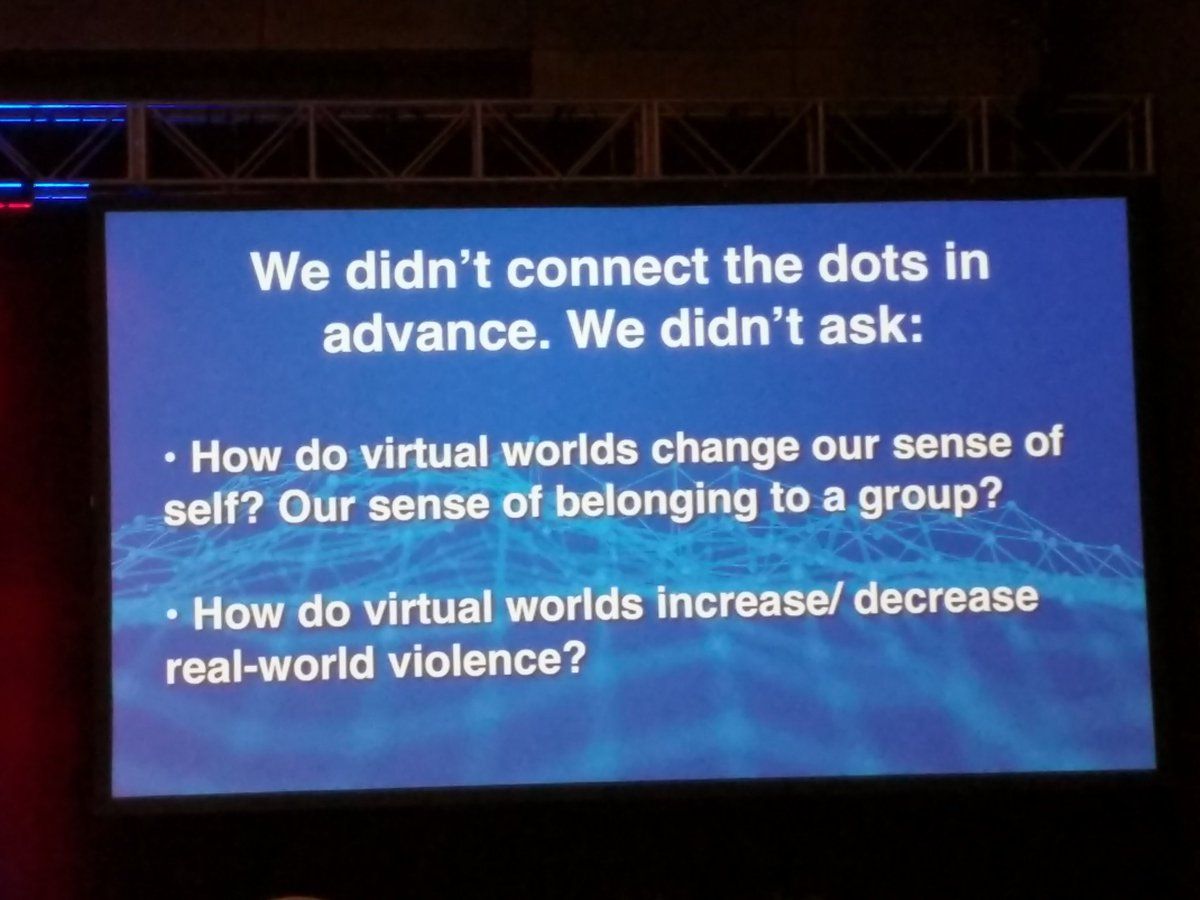 We didn't connect the dots in
advance. We didn't ask:
• How do virtual worlds change our sense of
self? Our sense of belonging to a group?
• How do virtual worlds increase/ decrease
real-world violence?